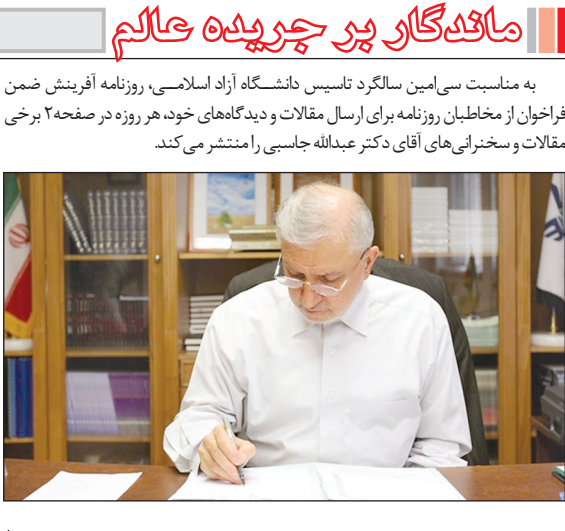 ماندگار بر جریده عالم
به مناسبت سی‌امین سالگرد تاسیس دانشـگاه آزاد اسلامـی، روزنامه آفرینش ضمن
فراخوان از مخاطبان روزنامه برای ارسال مقالات و دیدگاه‌های خود، هر روزه در صفحه۲ برخی
مقالات و سخنرانی‌های آقای دکتر عبدالله جاسبی را منتشر می‌کند.